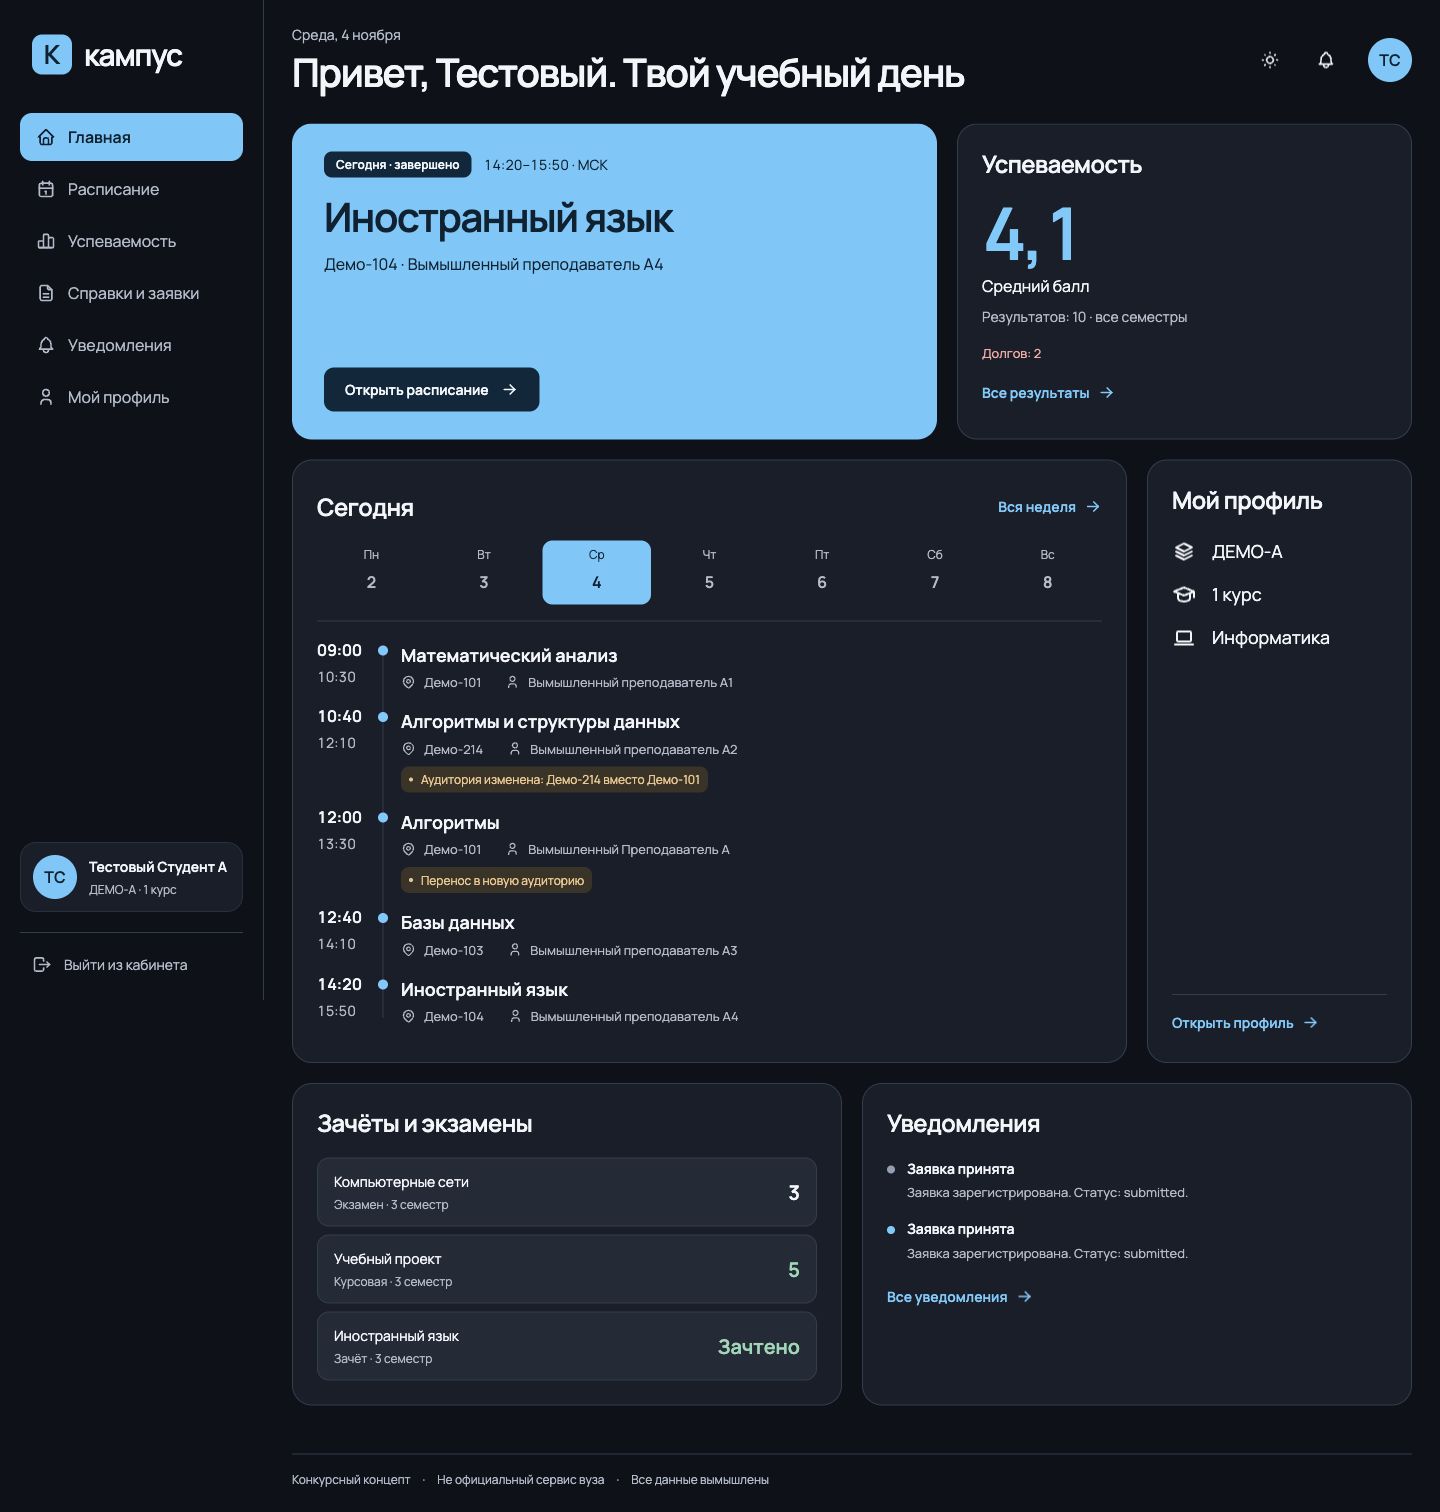 К кампус
Главная
Расписание
Успеваемость
Справки и заявки
Уведомления
Мой профиль
ТС
Тестовый Студент А
ДЕМО-А · 1 курс
Выйти из кабинета
Среда, 4 ноября
Привет, Тестовый. Твой учебный день
ТС
Сегодня · завершено 14:20–15:50 · МСК
Иностранный язык
Демо-104 · Вымышленный преподаватель А4
Открыть расписание
Успеваемость
4,1
Средний балл
Результатов: 10 · все семестры
Долгов: 2
Все результаты
Сегодня
Вся неделя
Пн Вт Ср Чт Пт Сб Вс
2 3 4 5 6 7 8
09:00 Математический анализ
10:30 Демо-101 Вымышленный преподаватель А1
10:40 Алгоритмы и структуры данных
12:10 Демо-214 Вымышленный преподаватель А2
Аудитория изменена: Демо-214 вместо Демо-101
12:00 Алгоритмы
13:30 Демо-101 Вымышленный Преподаватель А
Перенос в новую аудиторию
12:40 Базы данных
14:10 Демо-103 Вымышленный преподаватель А3
14:20 Иностранный язык
15:50 Демо-104 Вымышленный преподаватель А4
Мой профиль
ДЕМО-А
1 курс
Информатика
Открыть профиль
Зачёты и экзамены
Компьютерные сети
Экзамен · 3 семестр
3
Учебный проект
Курсовая · 3 семестр
5
Иностранный язык
Зачёт · 3 семестр
Зачтено
Уведомления
Заявка принята
Заявка зарегистрирована. Статус: submitted.
Заявка принята
Заявка зарегистрирована. Статус: submitted.
Все уведомления
Конкурсный концепт · Не официальный сервис вуза · Все данные вымышлены